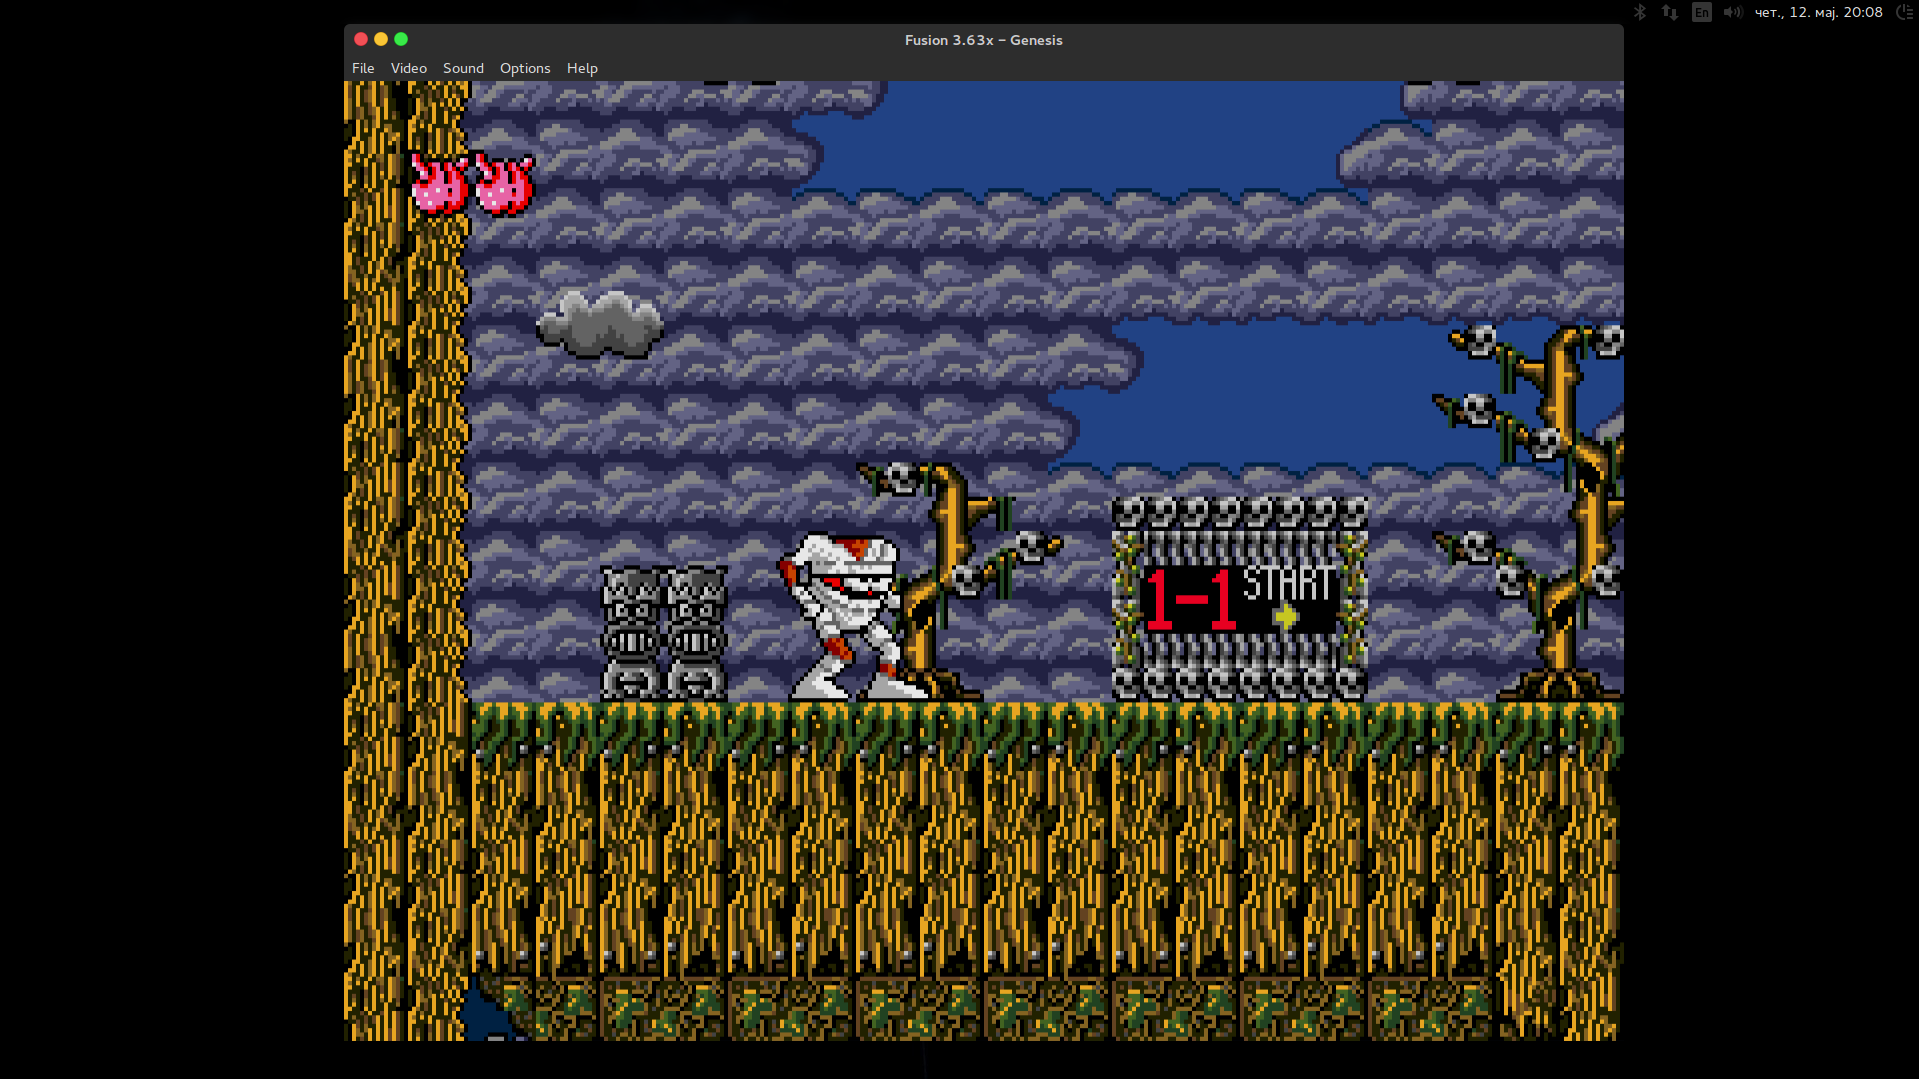 En чет., 12. мај. 20:08
Fusion 3.63x – Genesis
File Video Sound Options Help
1-1 START